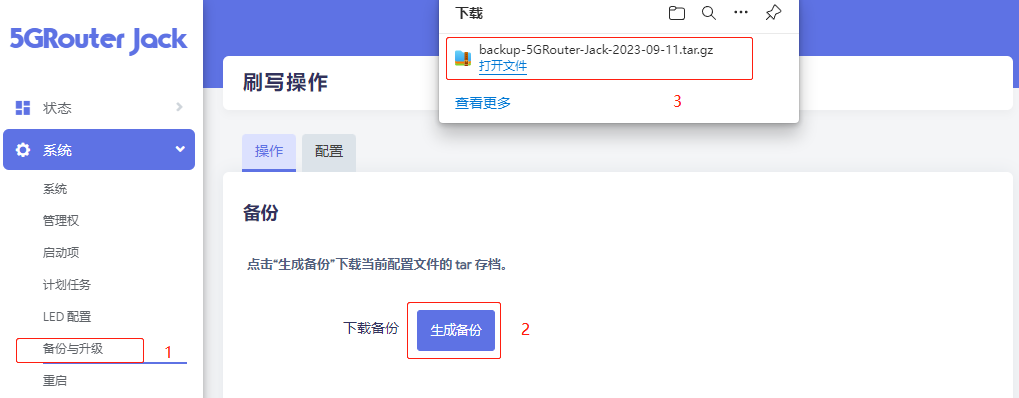 5GRouter Jack
状态
系统
系统
管理权
启动项
计划任务
LED 配置
备份与升级
1
重启
刷写操作
下载
backup-5GRouter-Jack-2023-09-11.tar.gz
打开文件
查看更多
3
操作
配置
备份
点击“生成备份”下载当前配置文件的 tar 存档。
下载备份
生成备份
2